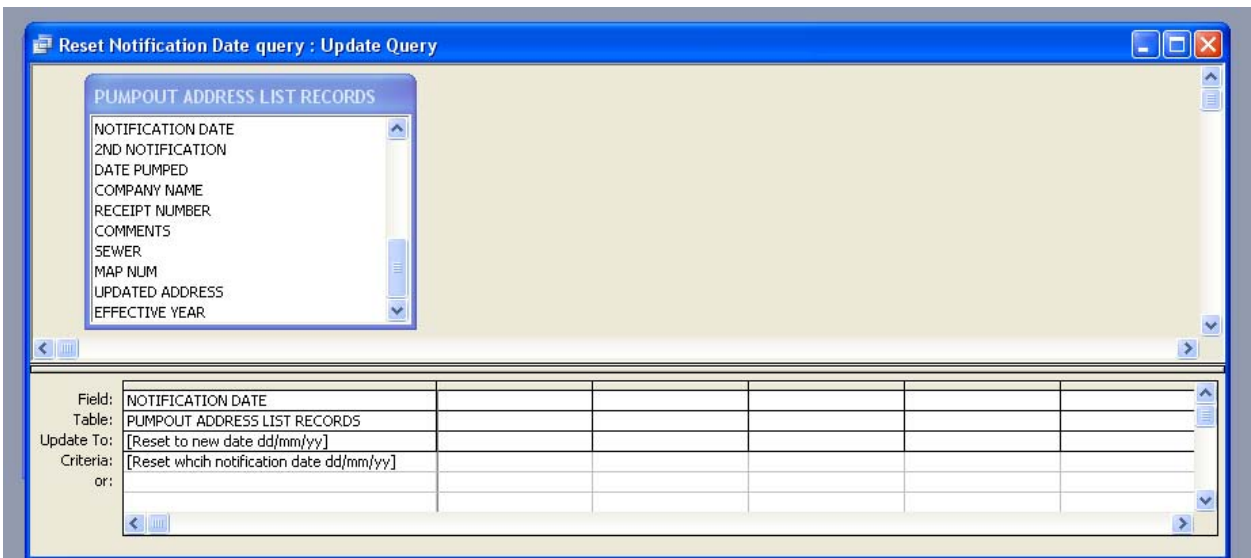 Reset Notification Date query : Update Query
PUMPOUT ADDRESS LIST RECORDS
NOTIFICATION DATE
2ND NOTIFICATION
DATE PUMPED
COMPANY NAME
RECEIPT NUMBER
COMMENTS
SEWER
MAP NUM
UPDATED ADDRESS
EFFECTIVE YEAR
Field: NOTIFICATION DATE
Table: PUMPOUT ADDRESS LIST RECORDS
Update To: [Reset to new date dd/mm/yy]
Criteria: [Reset whcih notification date dd/mm/yy]
or: